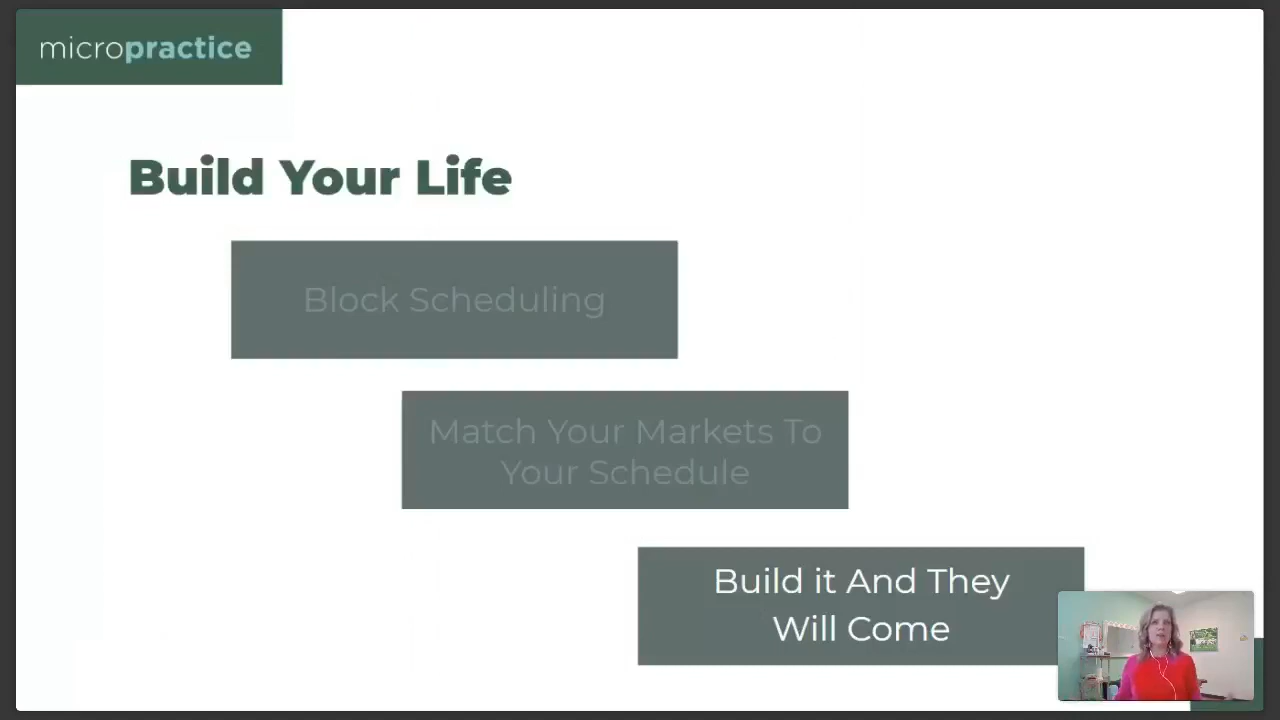 micropractice
Build Your Life
Block Scheduling
Match Your Markets To
Your Schedule
Build it And They
Will Come